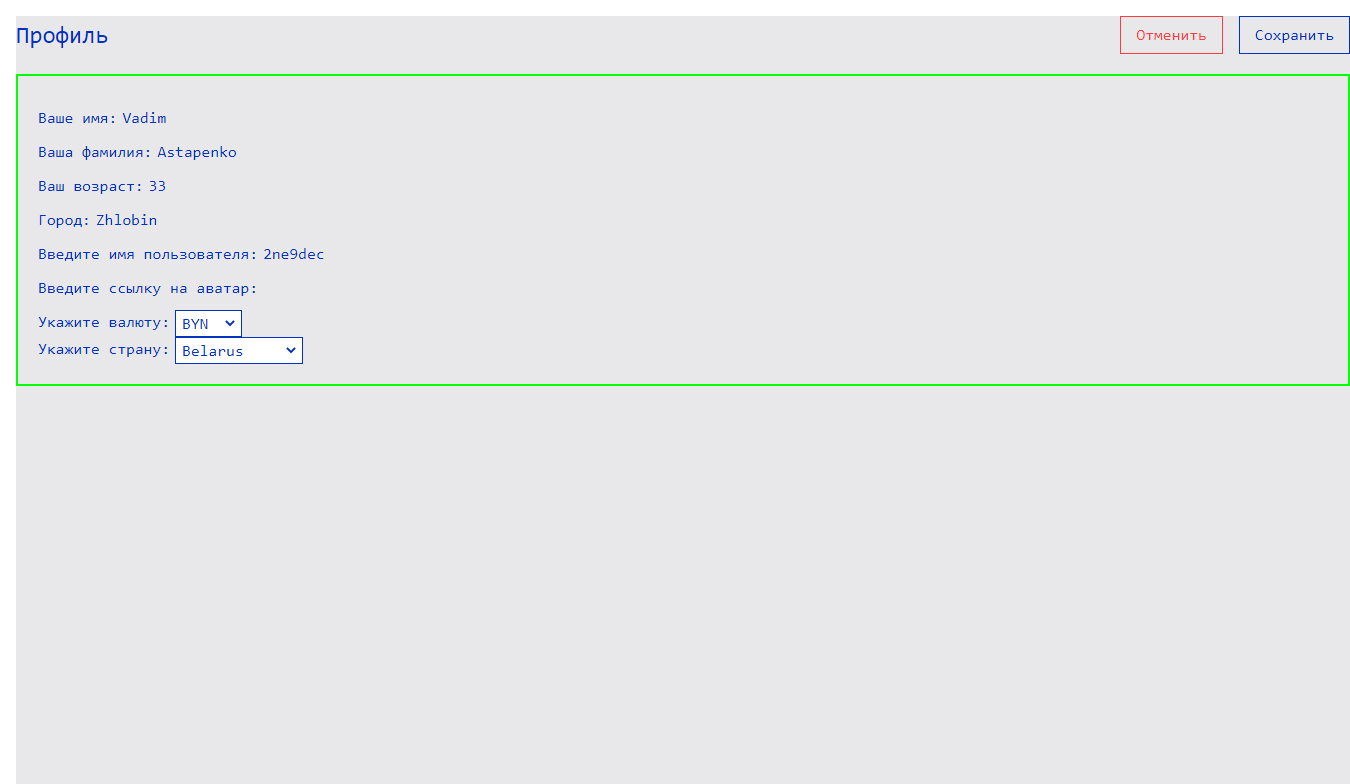 Профиль
Отменить
Сохранить
Ваше имя: Vadim
Ваша фамилия: Astapenko
Ваш возраст: 33
Город: Zhlobin
Введите имя пользователя: 2ne9dec
Введите ссылку на аватар:
Укажите валюту: BYN
Укажите страну: Belarus